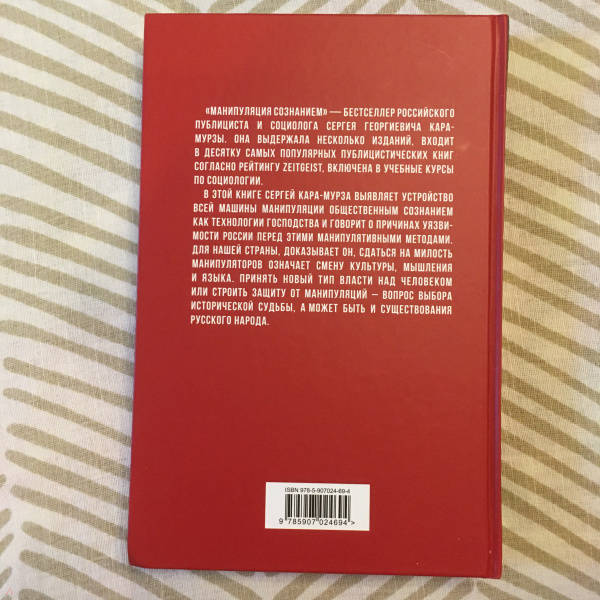 «МАНИПУЛЯЦИЯ СОЗНАНИЕМ» — БЕСТСЕЛЛЕР РОССИЙСКОГО
ПУБЛИЦИСТА И СОЦИОЛОГА СЕРГЕЯ ГЕОРГИЕВИЧА КАРА-
МУРЗЫ. ОНА ВЫДЕРЖАЛА НЕСКОЛЬКО ИЗДАНИЙ, ВХОДИТ
В ДЕСЯТКУ САМЫХ ПОПУЛЯРНЫХ ПУБЛИЦИСТИЧЕСКИХ КНИГ
СОГЛАСНО РЕЙТИНГУ ZEITGEIST, ВКЛЮЧЕНА В УЧЕБНЫЕ КУРСЫ
ПО СОЦИОЛОГИИ.
В ЭТОЙ КНИГЕ СЕРГЕЙ КАРА-МУРЗА ВЫЯВЛЯЕТ УСТРОЙСТВО
ВСЕЙ МАШИНЫ МАНИПУЛЯЦИИ ОБЩЕСТВЕННЫМ СОЗНАНИЕМ
КАК ТЕХНОЛОГИИ ГОСПОДСТВА И ГОВОРИТ О ПРИЧИНАХ УЯЗВИ-
МОСТИ РОССИИ ПЕРЕД ЭТИМИ МАНИПУЛЯТИВНЫМИ МЕТОДАМИ.
ДЛЯ НАШЕЙ СТРАНЫ, ДОКАЗЫВАЕТ ОН, СДАТЬСЯ НА МИЛОСТЬ
МАНИПУЛЯТОРОВ ОЗНАЧАЕТ СМЕНУ КУЛЬТУРЫ, МЫШЛЕНИЯ
И ЯЗЫКА. ПРИНЯТЬ НОВЫЙ ТИП ВЛАСТИ НАД ЧЕЛОВЕКОМ
ИЛИ СТРОИТЬ ЗАЩИТУ ОТ МАНИПУЛЯЦИЙ – ВОПРОС ВЫБОРА
ИСТОРИЧЕСКОЙ СУДЬБЫ, А МОЖЕТ БЫТЬ И СУЩЕСТВОВАНИЯ
РУССКОГО НАРОДА.
ISBN 978-5-907024-69-4
9 785907 024694>